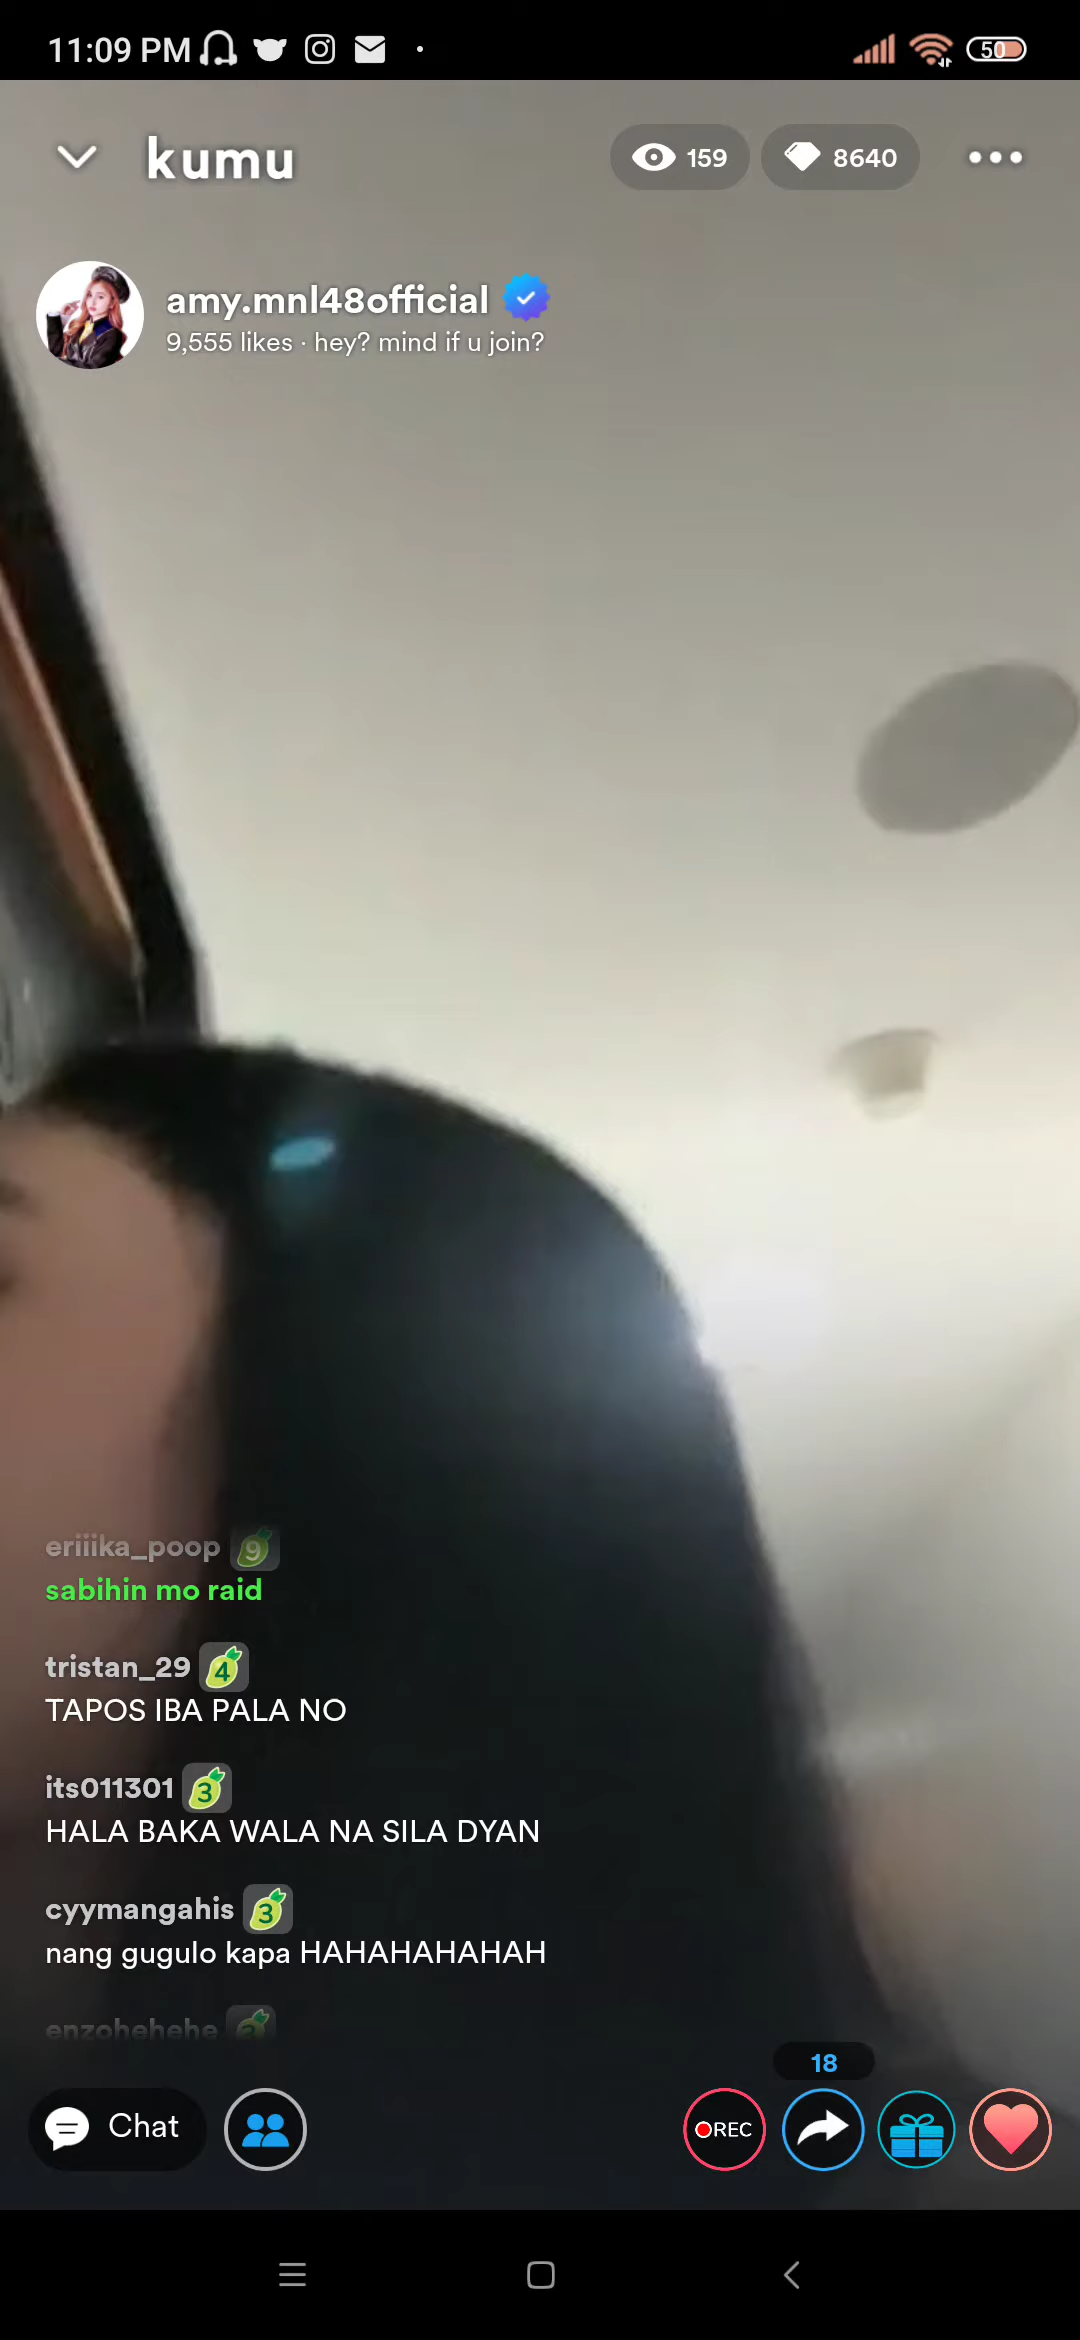 11:09 PM
50
kumu
159
8640
amy.mnl48official
9,555 likes · hey? mind if u join?
eriiika_poop 9
sabihin mo raid
tristan_29 4
TAPOS IBA PALA NO
its011301 3
HALA BAKA WALA NA SILA DYAN
cyymangahis 3
nang gugulo kapa HAHAHAHAHAH
enzohehehe 3
18
Chat
REC